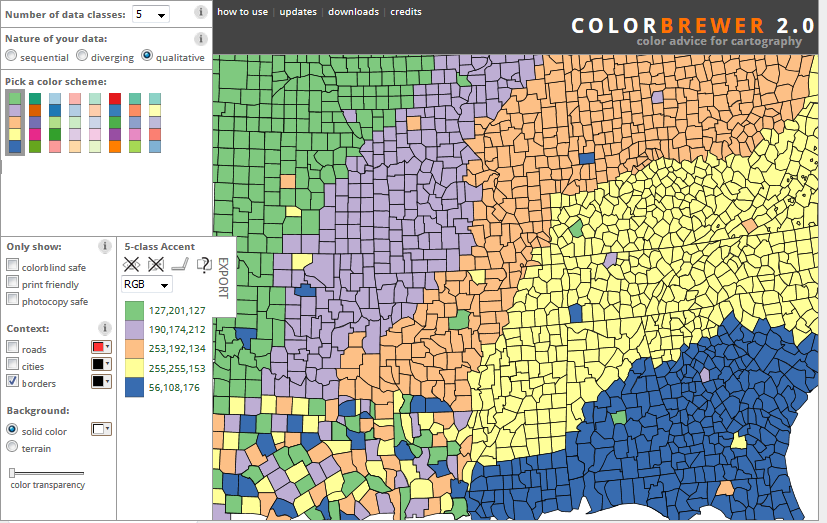 Number of data classes: 5 i
how to use | updates | downloads | credits
COLORBREWER 2.0
color advice for cartography
Nature of your data: i
sequential diverging qualitative
Pick a color scheme:
Only show: i
colorblind safe
print friendly
photocopy safe
Context: i
roads
cities
borders
Background:
solid color
terrain
color transparency
5-class Accent
?
RGB
EXPORT
127,201,127
190,174,212
253,192,134
255,255,153
56,108,176